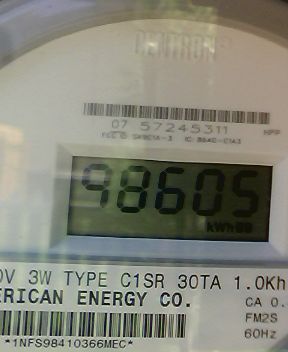 CENTRON®
07 57245311
98605
kWh
0V 3W TYPE C1SR 30TA 1.0Kh
ERICAN ENERGY CO.
CA 0.
FM2S
60Hz
*1NFS98410366MEC*